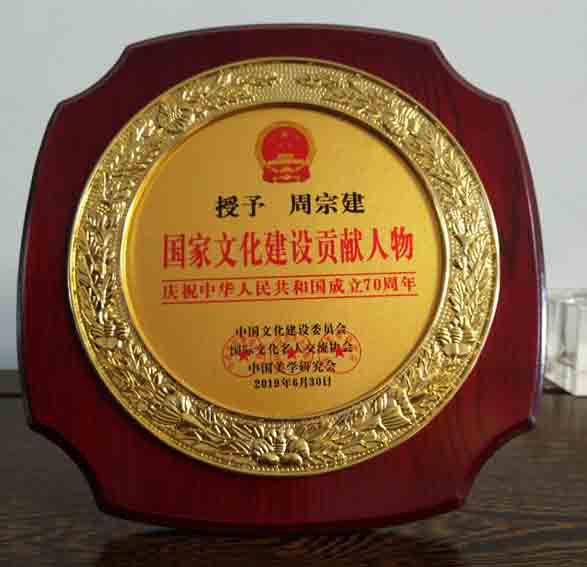 授予 周宗建
国家文化建设贡献人物
庆祝中华人民共和国成立70周年
中国文化建设委员会
国际文化名人交流协会
中国美学研究会
2019年6月30日